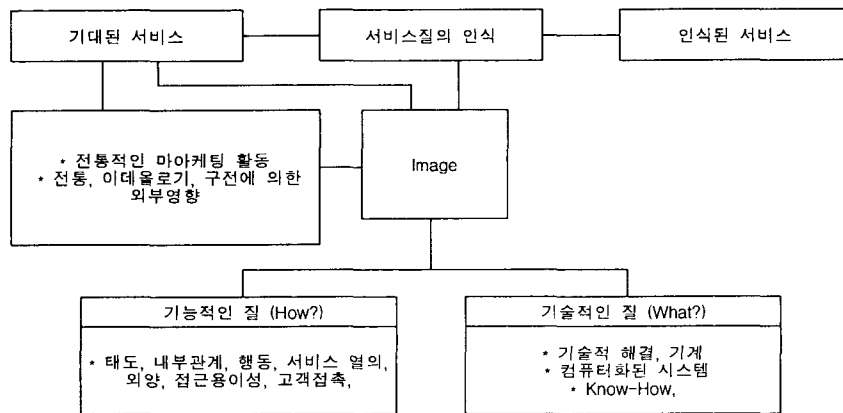 기대된 서비스
서비스질의 인식
인식된 서비스
* 전통적인 마아케팅 활동
* 전통, 이데올로기, 구전에 의한
외부영향
Image
기능적인 질 (How?)
* 태도, 내부관계, 행동, 서비스 열의,
외양, 접근용이성, 고객접촉,
기술적인 질 (What?)
* 기술적 해결, 기계
* 컴퓨터화된 시스템
* Know-How,